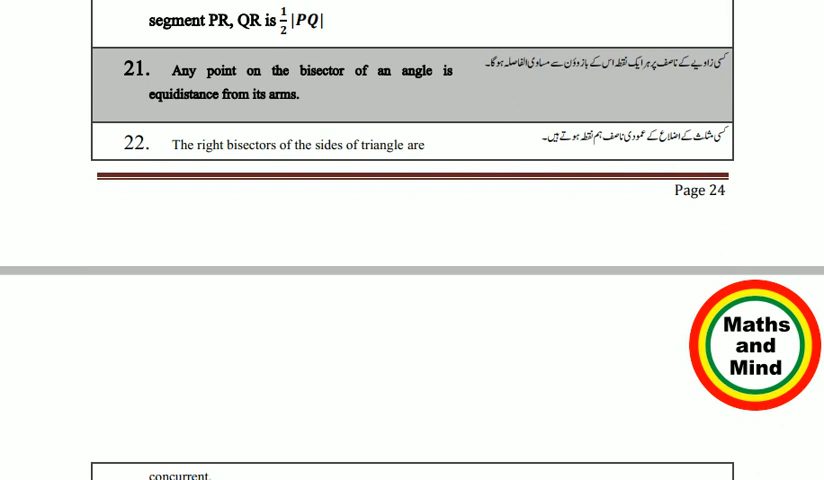 segment PR, QR is 1/2 |PQ|
21. Any point on the bisector of an angle is
equidistance from its arms.
کسی زاویے کے ناصف پر ہر ایک نقطہ اس کے بازوؤں سے مساوی الفاصلہ ہو گا۔
22. The right bisectors of the sides of triangle are
کسی مثلث کے اضلاع کے عمودی ناصف ہم نقطہ ہوتے ہیں۔
Page 24
Maths
and
Mind
concurrent.